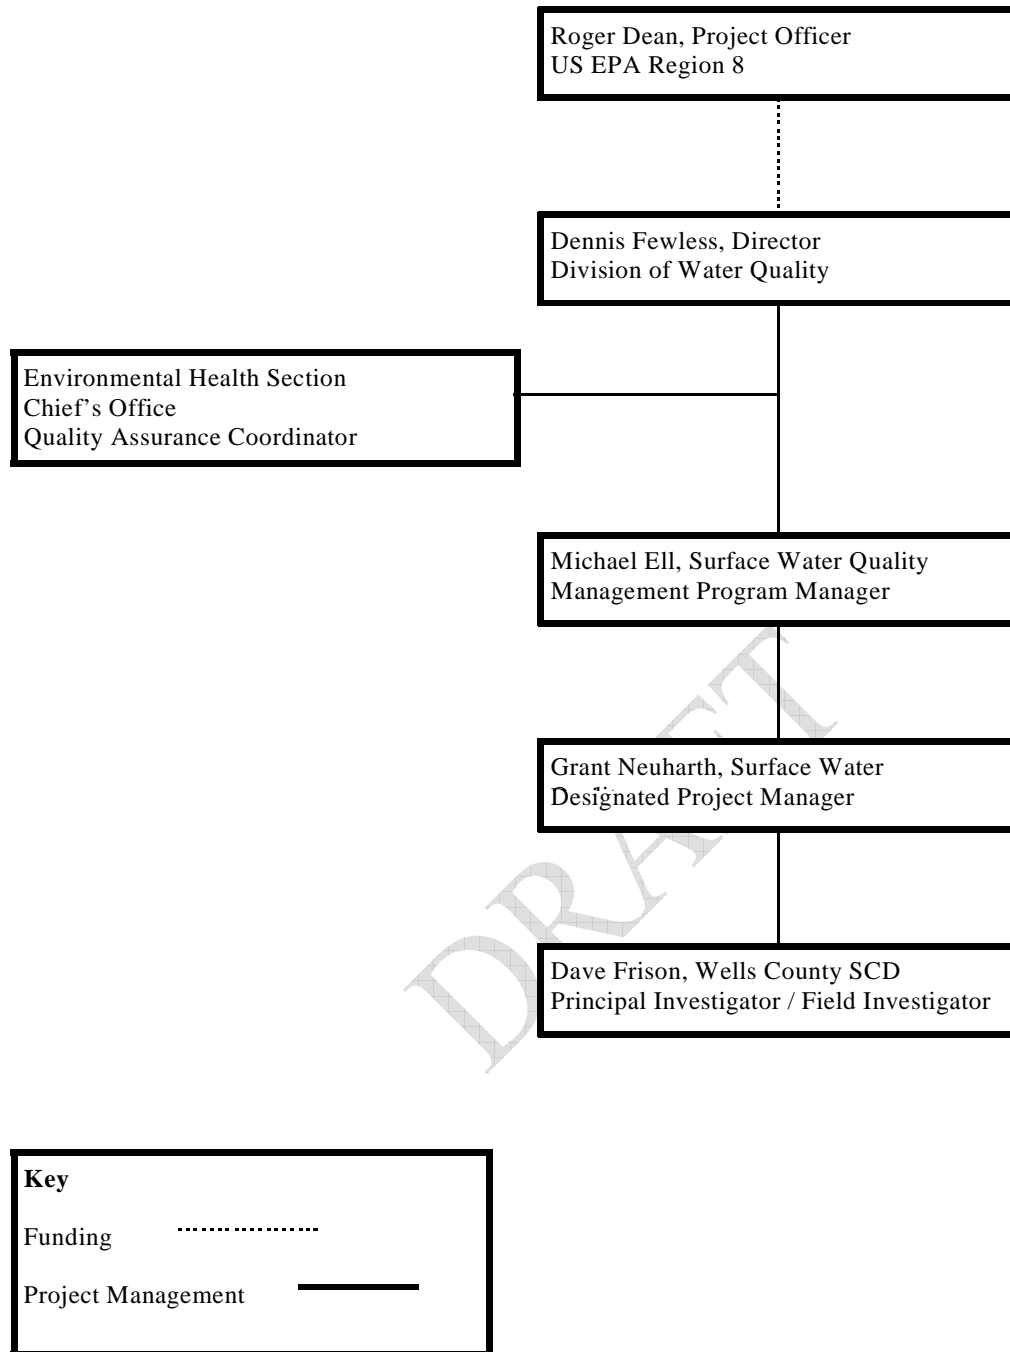 Roger Dean, Project Officer
US EPA Region 8
Dennis Fewless, Director
Division of Water Quality
Environmental Health Section
Chief's Office
Quality Assurance Coordinator
Michael Ell, Surface Water Quality
Management Program Manager
Grant Neuharth, Surface Water
Designated Project Manager
DRAFT
Dave Frison, Wells County SCD
Principal Investigator / Field Investigator
Key
Funding
Project Management